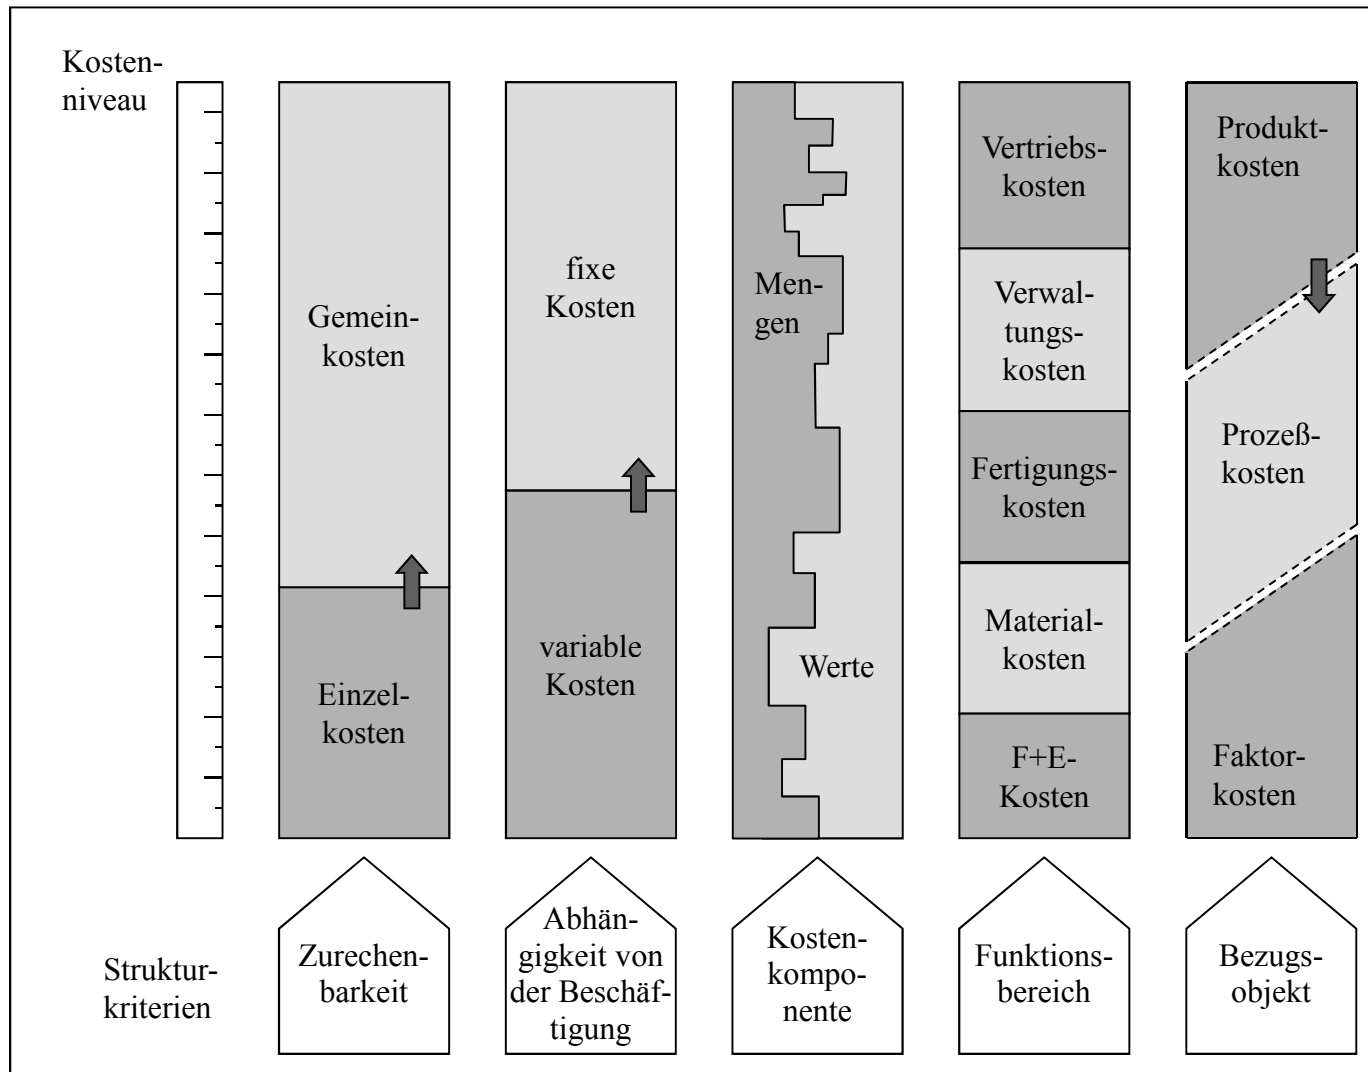 Kosten-
niveau
Gemein-
kosten
Einzel-
kosten
fixe
Kosten
variable
Kosten
Men-
gen
Werte
Vertriebs-
kosten
Verwal-
tungs-
kosten
Fertigungs-
kosten
Material-
kosten
F+E-
Kosten
Produkt-
kosten
Prozeß-
kosten
Faktor-
kosten
Struktur-
kriterien
Zurechen-
barkeit
Abhän-
gigkeit von
der Beschäf-
tigung
Kosten-
kompo-
nente
Funktions-
bereich
Bezugs-
objekt